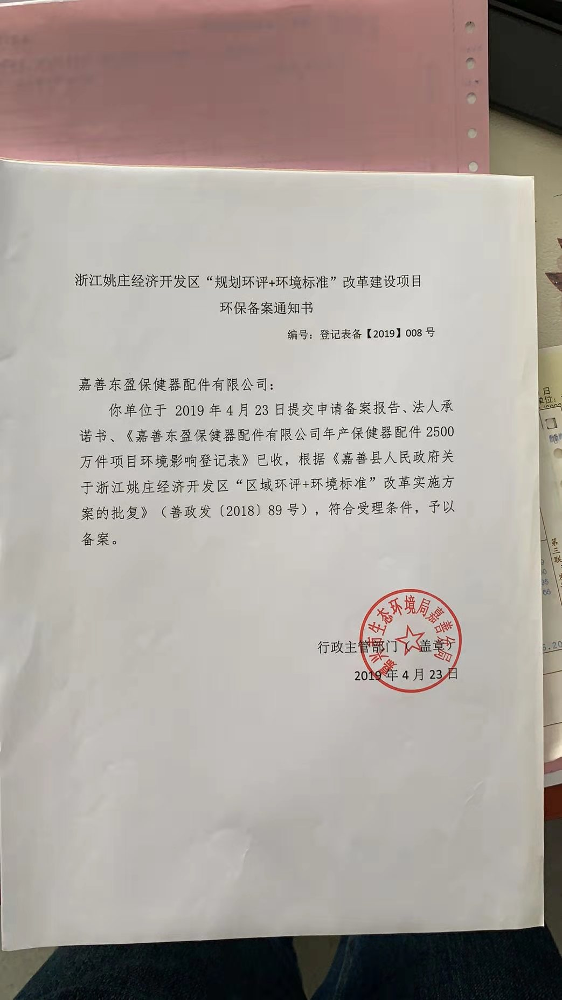 浙江姚庄经济开发区“规划环评+环境标准”改革建设项目
环保备案通知书
编号：登记表备【2019】008 号
嘉善东盈保健器配件有限公司：
你单位于 2019 年 4 月 23 日提交申请备案报告、法人承
诺书、《嘉善东盈保健器配件有限公司年产保健器配件 2500
万件项目环境影响登记表》已收，根据《嘉善县人民政府关
于浙江姚庄经济开发区“区域环评+环境标准”改革实施方
案的批复》（善政发〔2018〕89 号），符合受理条件，予以
备案。
嘉兴市生态环境局嘉善分局
行政主管部门（ 盖章）
2019 年 4 月 23 日
日
单位：
第三联
95
66